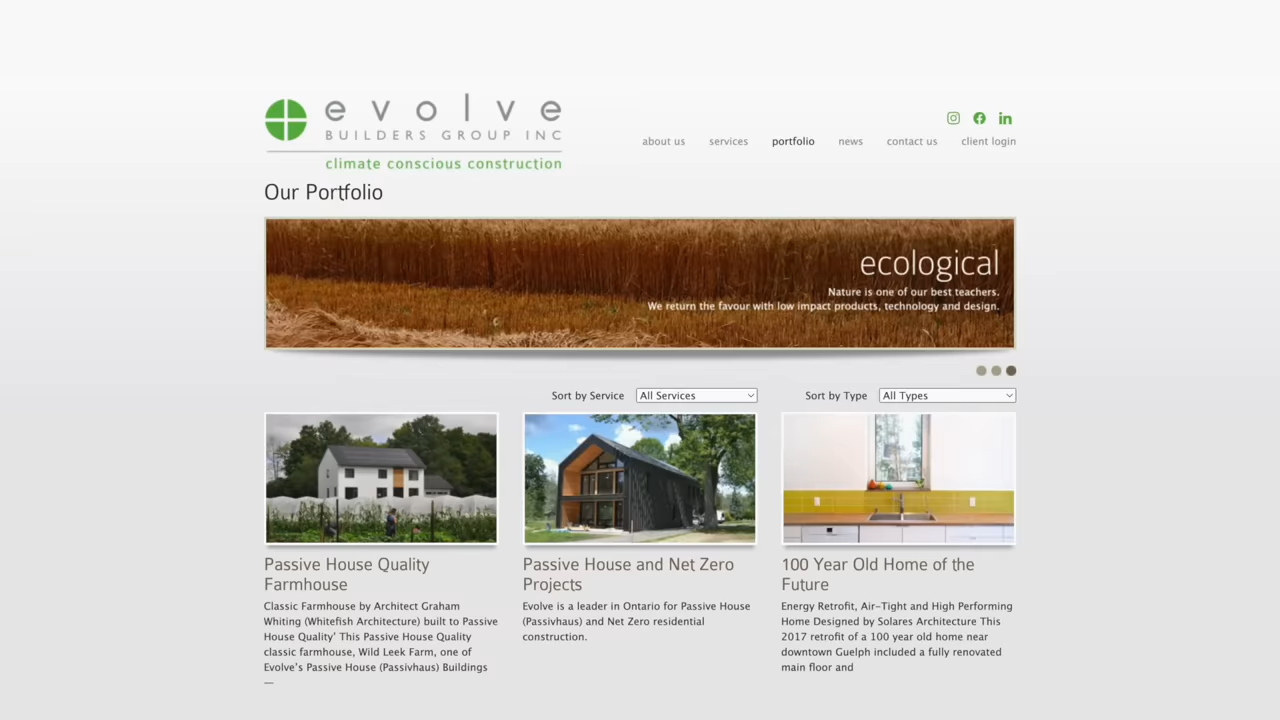 evolve
BUILDERS GROUP INC
climate conscious construction
about us services portfolio news contact us client login
Our Portfolio
ecological
Nature is one of our best teachers.
We return the favour with low impact products, technology and design.
Sort by Service All Services Sort by Type All Types
Passive House Quality
Farmhouse
Classic Farmhouse by Architect Graham
Whiting (Whitefish Architecture) built to Passive
House Quality’ This Passive House Quality
classic farmhouse, Wild Leek Farm, one of
Evolve’s Passive House (Passivhaus) Buildings
—
Passive House and Net Zero
Projects
Evolve is a leader in Ontario for Passive House
(Passivhaus) and Net Zero residential
construction.
100 Year Old Home of the
Future
Energy Retrofit, Air-Tight and High Performing
Home Designed by Solares Architecture This
2017 retrofit of a 100 year old home near
downtown Guelph included a fully renovated
main floor and